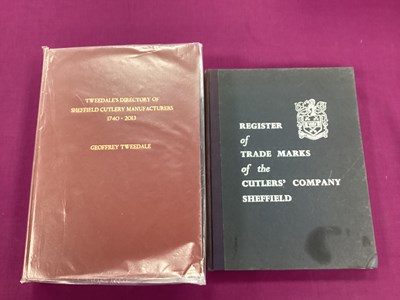 TWEEDALE'S DIRECTORY OF
SHEFFIELD CUTLERY MANUFACTURERS
1740 - 2013
GEOFFREY TWEEDALE
REGISTER
of
TRADE MARKS
of the
CUTLERS' COMPANY
SHEFFIELD